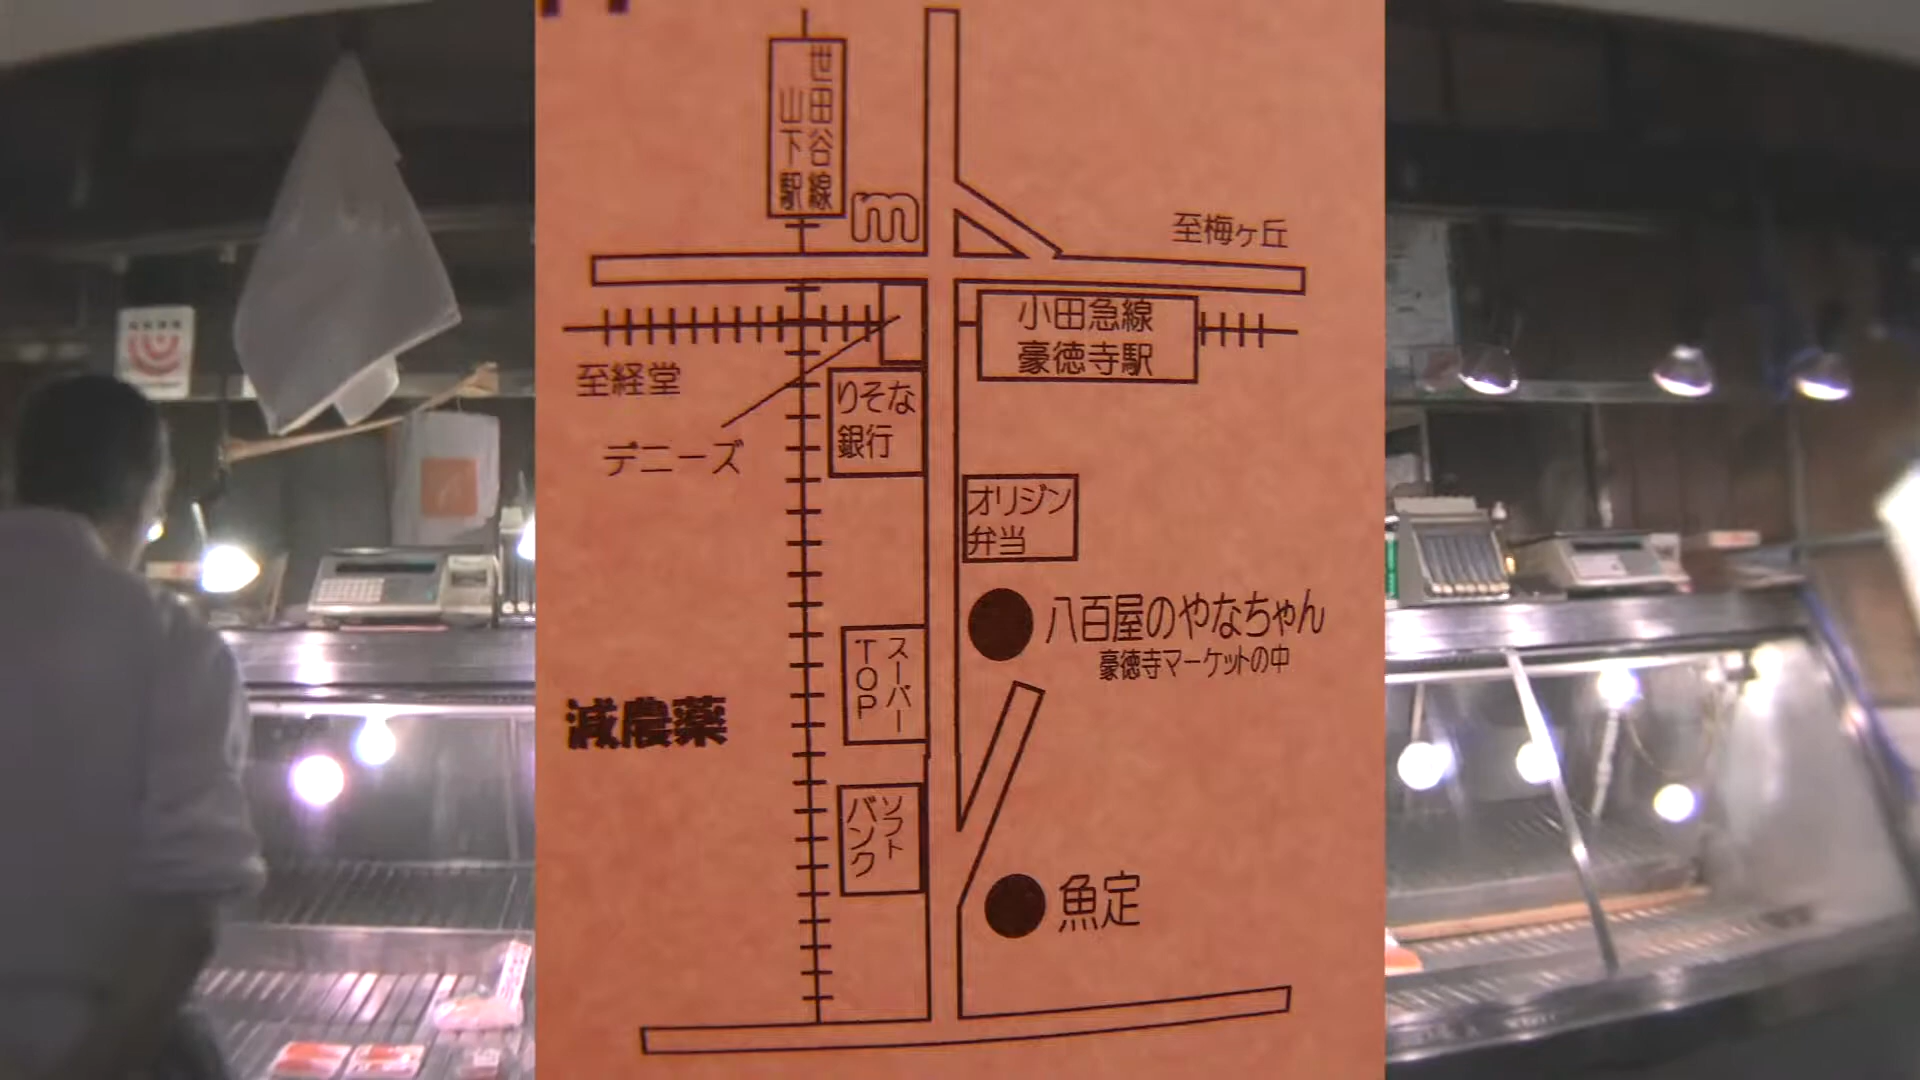 世田谷線
山下駅
m
至梅ヶ丘
小田急線
豪徳寺駅
至経堂
りそな
銀行
デニーズ
オリジン
弁当
八百屋のやなちゃん
豪徳寺マーケットの中
スーパー
TOP
減農薬
ソフト
バンク
魚定